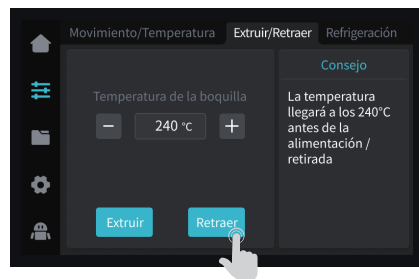 Movimiento/Temperatura Extruir/Retraer Refrigeración
Consejo
Temperatura de la boquilla
− 240 °C +
La temperatura
llegará a los 240°C
antes de la
alimentación /
retirada
Extruir Retraer